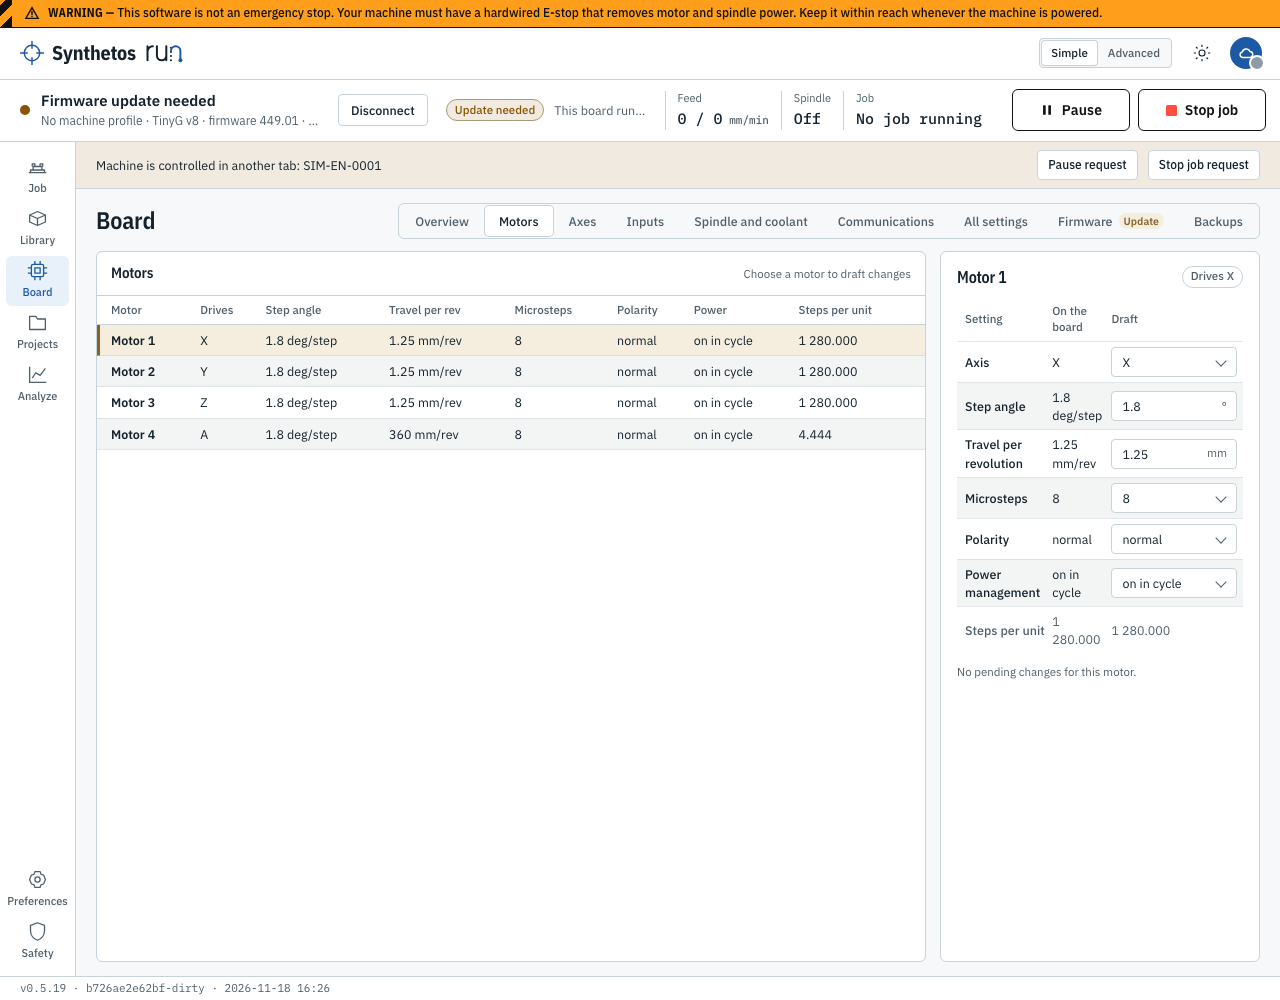 WARNING — This software is not an emergency stop. Your machine must have a hardwired E-stop that removes motor and spindle power. Keep it within reach whenever the machine is powered.
Synthetos run
Simple Advanced
Firmware update needed
No machine profile · TinyG v8 · firmware 449.01 · ...
Disconnect
Update needed
This board run...
Feed
0 / 0 mm/min
Spindle
Off
Job
No job running
Pause
Stop job
Machine is controlled in another tab: SIM-EN-0001
Pause request
Stop job request
Job
Library
Board
Projects
Analyze
Preferences
Safety
Board
Overview Motors Axes Inputs Spindle and coolant Communications All settings Firmware Update Backups
Motors
Choose a motor to draft changes
Motor Drives Step angle Travel per rev Microsteps Polarity Power Steps per unit
Motor 1 X 1.8 deg/step 1.25 mm/rev 8 normal on in cycle 1 280.000
Motor 2 Y 1.8 deg/step 1.25 mm/rev 8 normal on in cycle 1 280.000
Motor 3 Z 1.8 deg/step 1.25 mm/rev 8 normal on in cycle 1 280.000
Motor 4 A 1.8 deg/step 360 mm/rev 8 normal on in cycle 4.444
Motor 1
Drives X
Setting On the board Draft
Axis X X
Step angle 1.8 deg/step 1.8 °
Travel per revolution 1.25 mm/rev 1.25 mm
Microsteps 8 8
Polarity normal normal
Power management on in cycle on in cycle
Steps per unit 1 280.000 1 280.000
No pending changes for this motor.
v0.5.19 · b726ae2e62bf-dirty · 2026-11-18 16:26